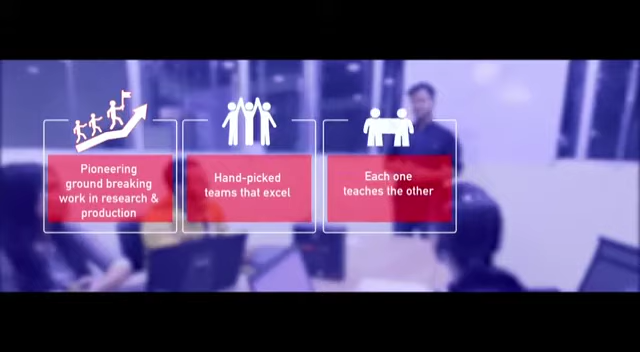 Pioneering
ground breaking
work in research &
production
Hand-picked
teams that excel
Each one
teaches the other